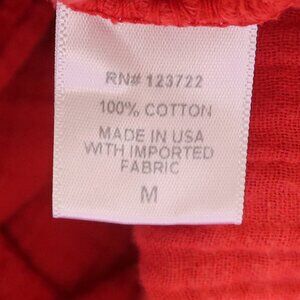 RN# 123722
100% COTTON
MADE IN USA
WITH IMPORTED
FABRIC
M